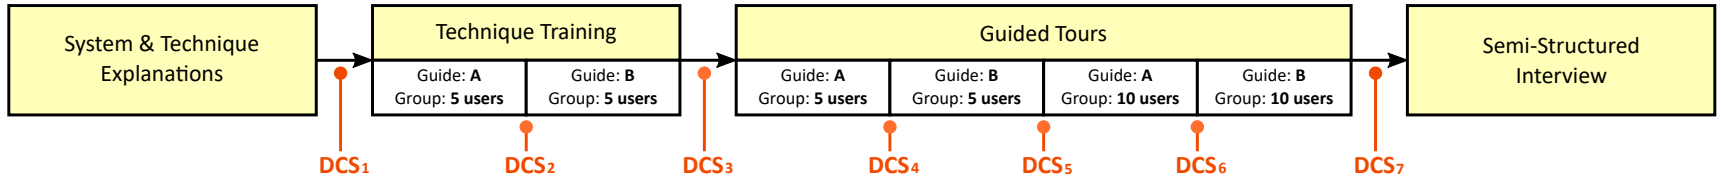 System & Technique
Explanations
Technique Training
Guide: A
Group: 5 users
Guide: B
Group: 5 users
Guided Tours
Guide: A
Group: 5 users
Guide: B
Group: 5 users
Guide: A
Group: 10 users
Guide: B
Group: 10 users
Semi-Structured
Interview
DCS1
DCS2
DCS3
DCS4
DCS5
DCS6
DCS7